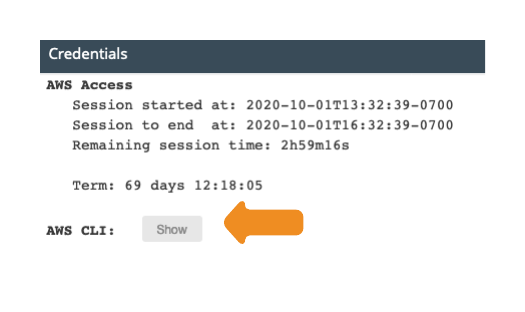 Credentials
AWS Access
Session started at: 2020-10-01T13:32:39-0700
Session to end  at: 2020-10-01T16:32:39-0700
Remaining session time: 2h59m16s
Term: 69 days 12:18:05
AWS CLI: Show